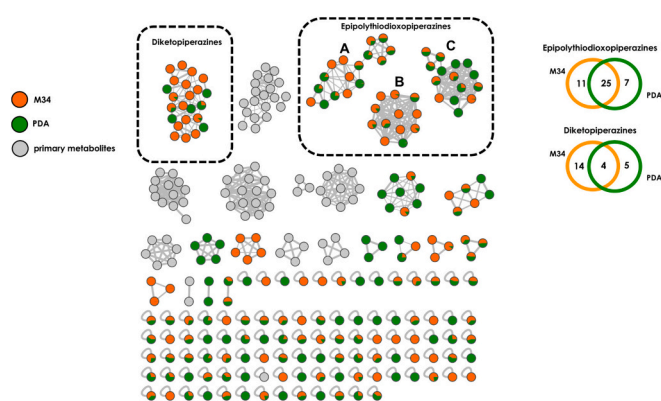 Diketopiperazines
Epipolythiodioxopiperazines
A
B
C
M34
PDA
primary metabolites
Epipolythiodioxopiperazines
M34
11
25
7
PDA
Diketopiperazines
M34
14
4
5
PDA